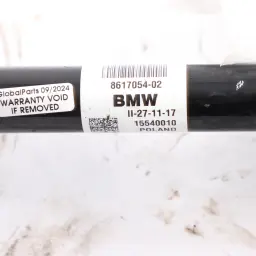 GlobalParts 09/2024
WARRANTY VOID
IF REMOVED
8617054-02
BMW
II-27-11-17
15540010
POLAND